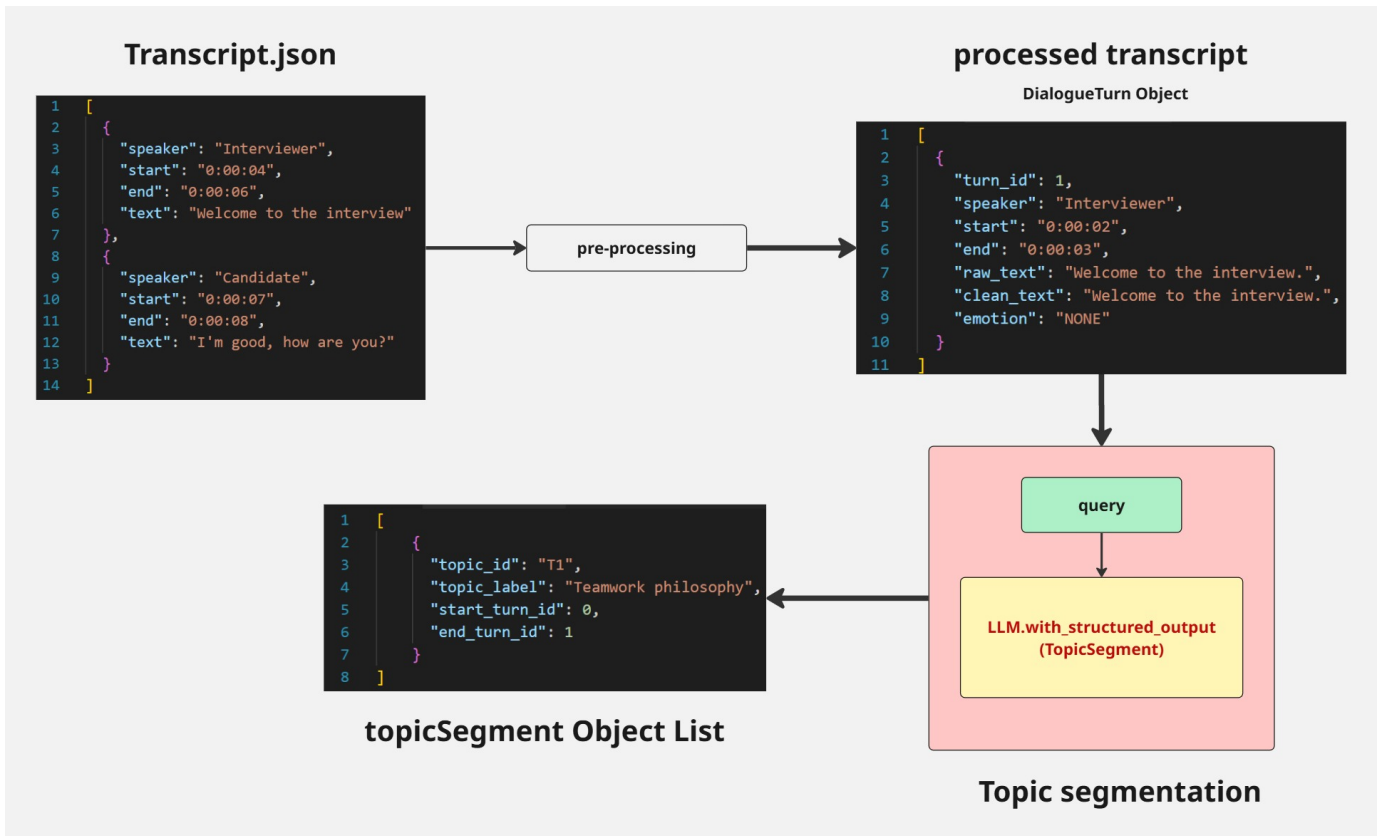 Transcript.json
1 [
2 {
3 "speaker": "Interviewer",
4 "start": "0:00:04",
5 "end": "0:00:06",
6 "text": "Welcome to the interview"
7 },
8 {
9 "speaker": "Candidate",
10 "start": "0:00:07",
11 "end": "0:00:08",
12 "text": "I'm good, how are you?"
13 }
14 ]
pre-processing
processed transcript
DialogueTurn Object
1 [
2 {
3 "turn_id": 1,
4 "speaker": "Interviewer",
5 "start": "0:00:02",
6 "end": "0:00:03",
7 "raw_text": "Welcome to the interview.",
8 "clean_text": "Welcome to the interview.",
9 "emotion": "NONE"
10 }
11 ]
query
LLM.with_structured_output
(TopicSegment)
Topic segmentation
1 [
2 {
3 "topic_id": "T1",
4 "topic_label": "Teamwork philosophy",
5 "start_turn_id": 0,
6 "end_turn_id": 1
7 }
8 ]
topicSegment Object List